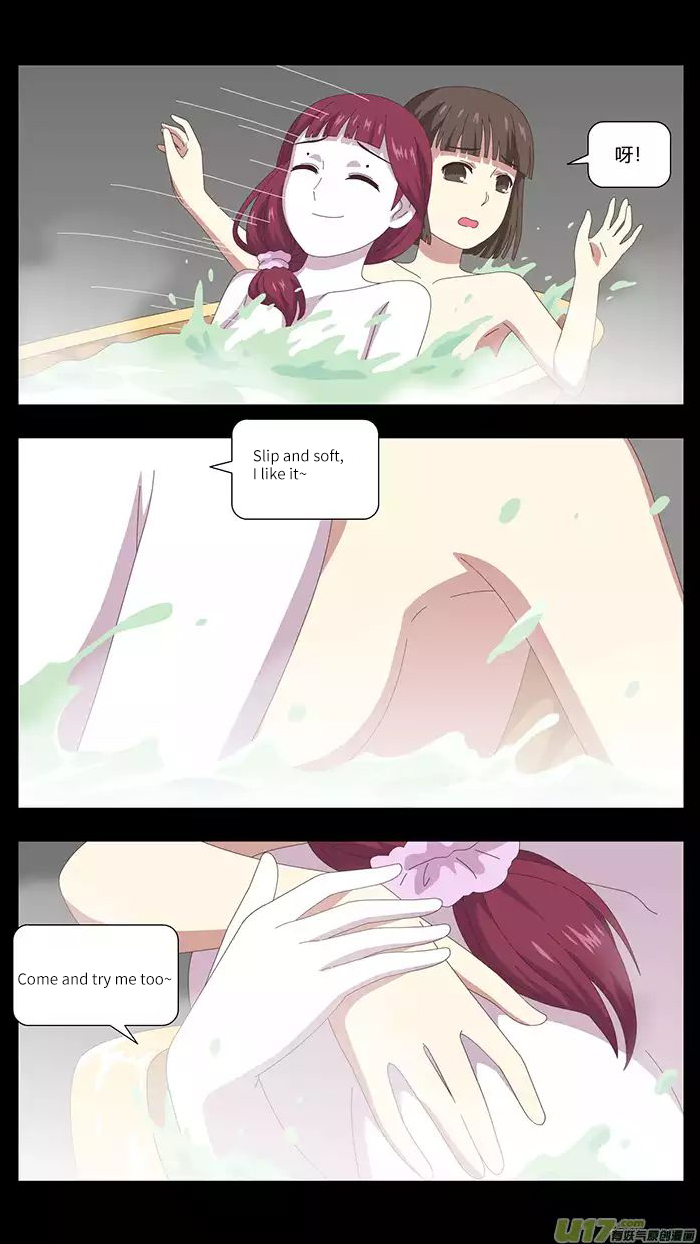 呀!
Slip and soft,
I like it~
Come and try me too~
U17.com
有妖气原创漫画